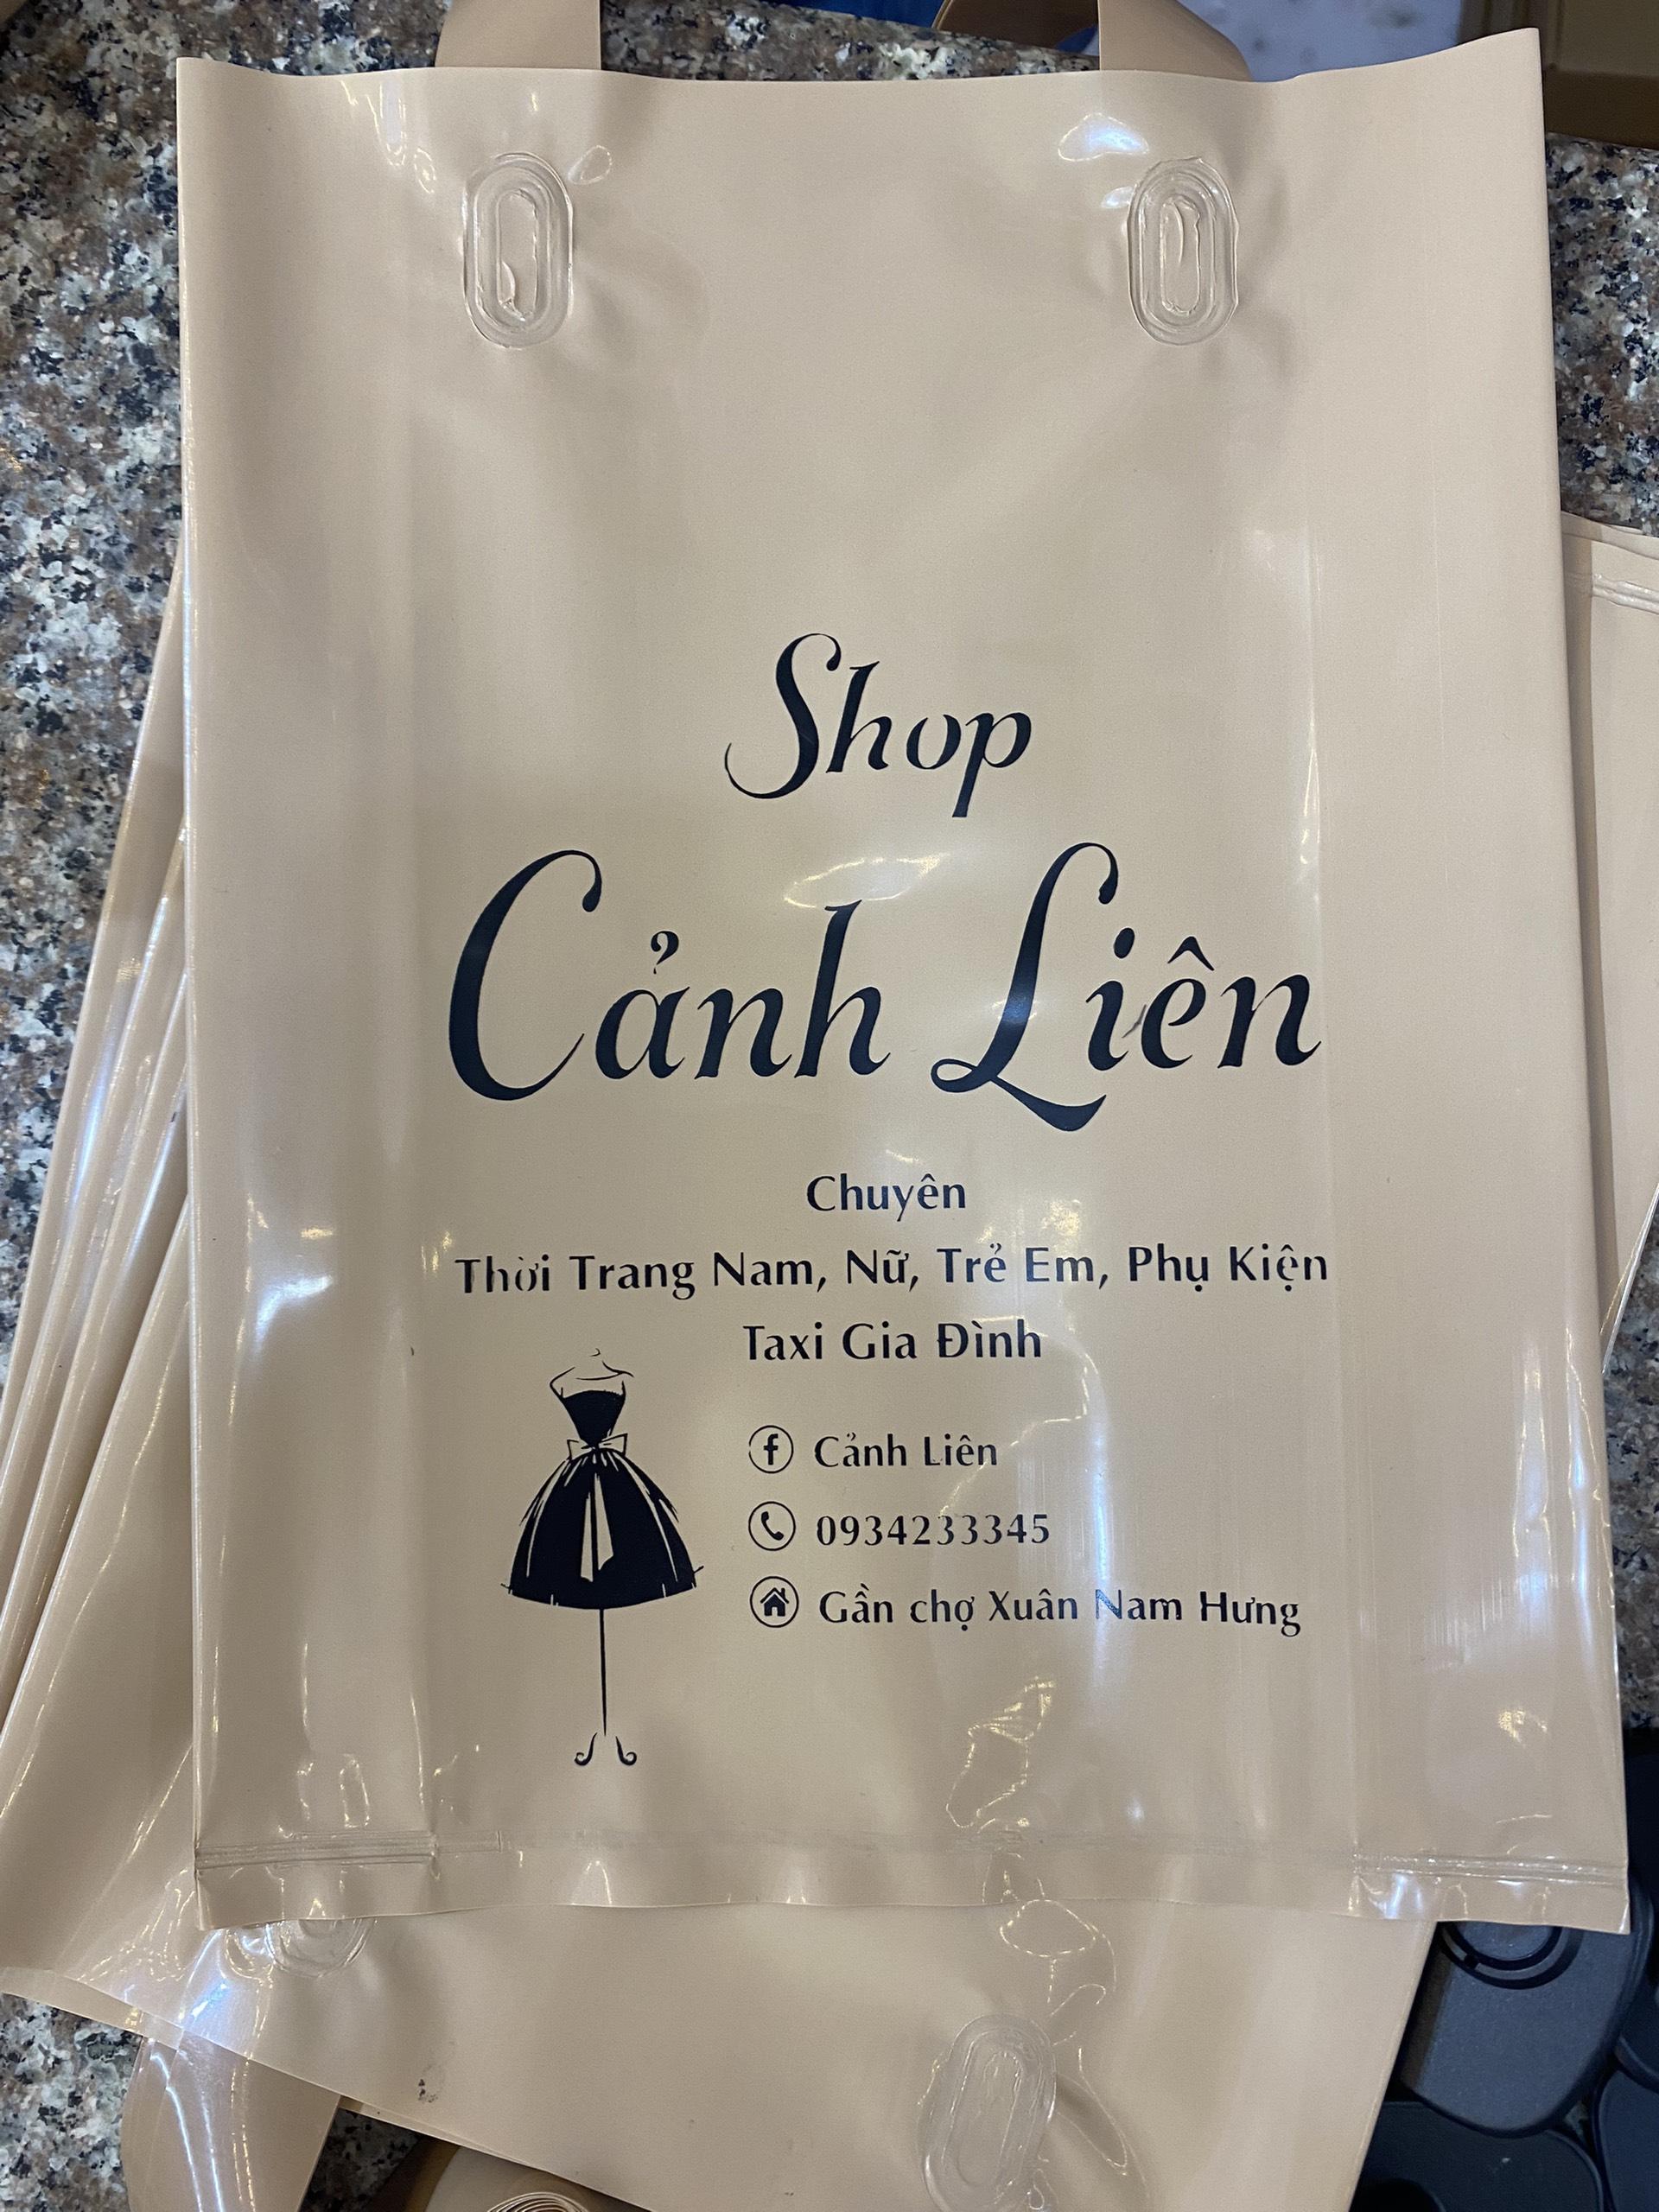 Shop
Cảnh Liên
Chuyên
Thời Trang Nam, Nữ, Trẻ Em, Phụ Kiện
Taxi Gia Đình
Cảnh Liên
0934233345
Gần chợ Xuân Nam Hưng